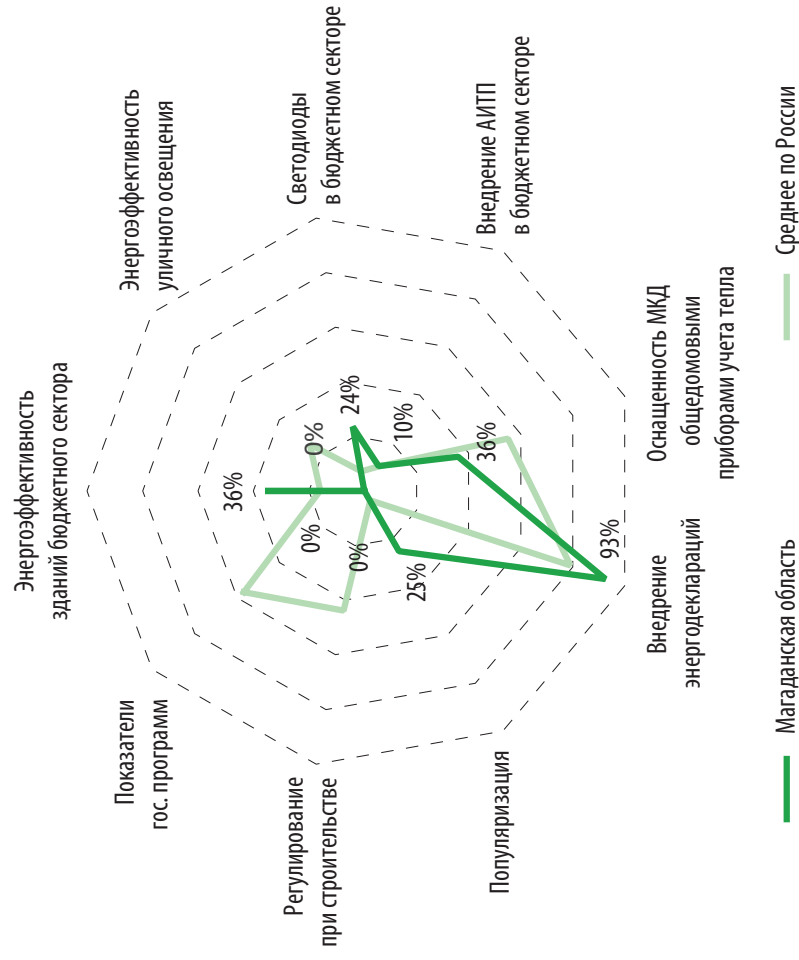 Энергоэффективность
зданий бюджетного сектора
Энергоэффективность
уличного освещения
Светодиоды
в бюджетном секторе
Внедрение АИТП
в бюджетном секторе
Оснащенность МКД
общедомовыми
приборами учета тепла
Внедрение
энергодеклараций
Популяризация
Регулирование
при строительстве
Показатели
гос. программ
36%
0%
24%
10%
36%
93%
25%
0%
0%
Магаданская область
Среднее по России